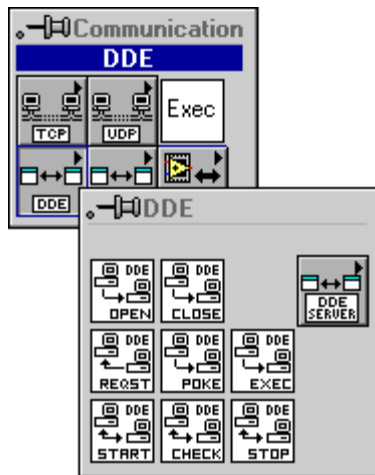 Communication
DDE
TCP
UDP
Exec
DDE
DDE
DDE OPEN
DDE CLOSE
DDE SERVER
DDE REQST
DDE POKE
DDE EXEC
DDE START
DDE CHECK
DDE STOP